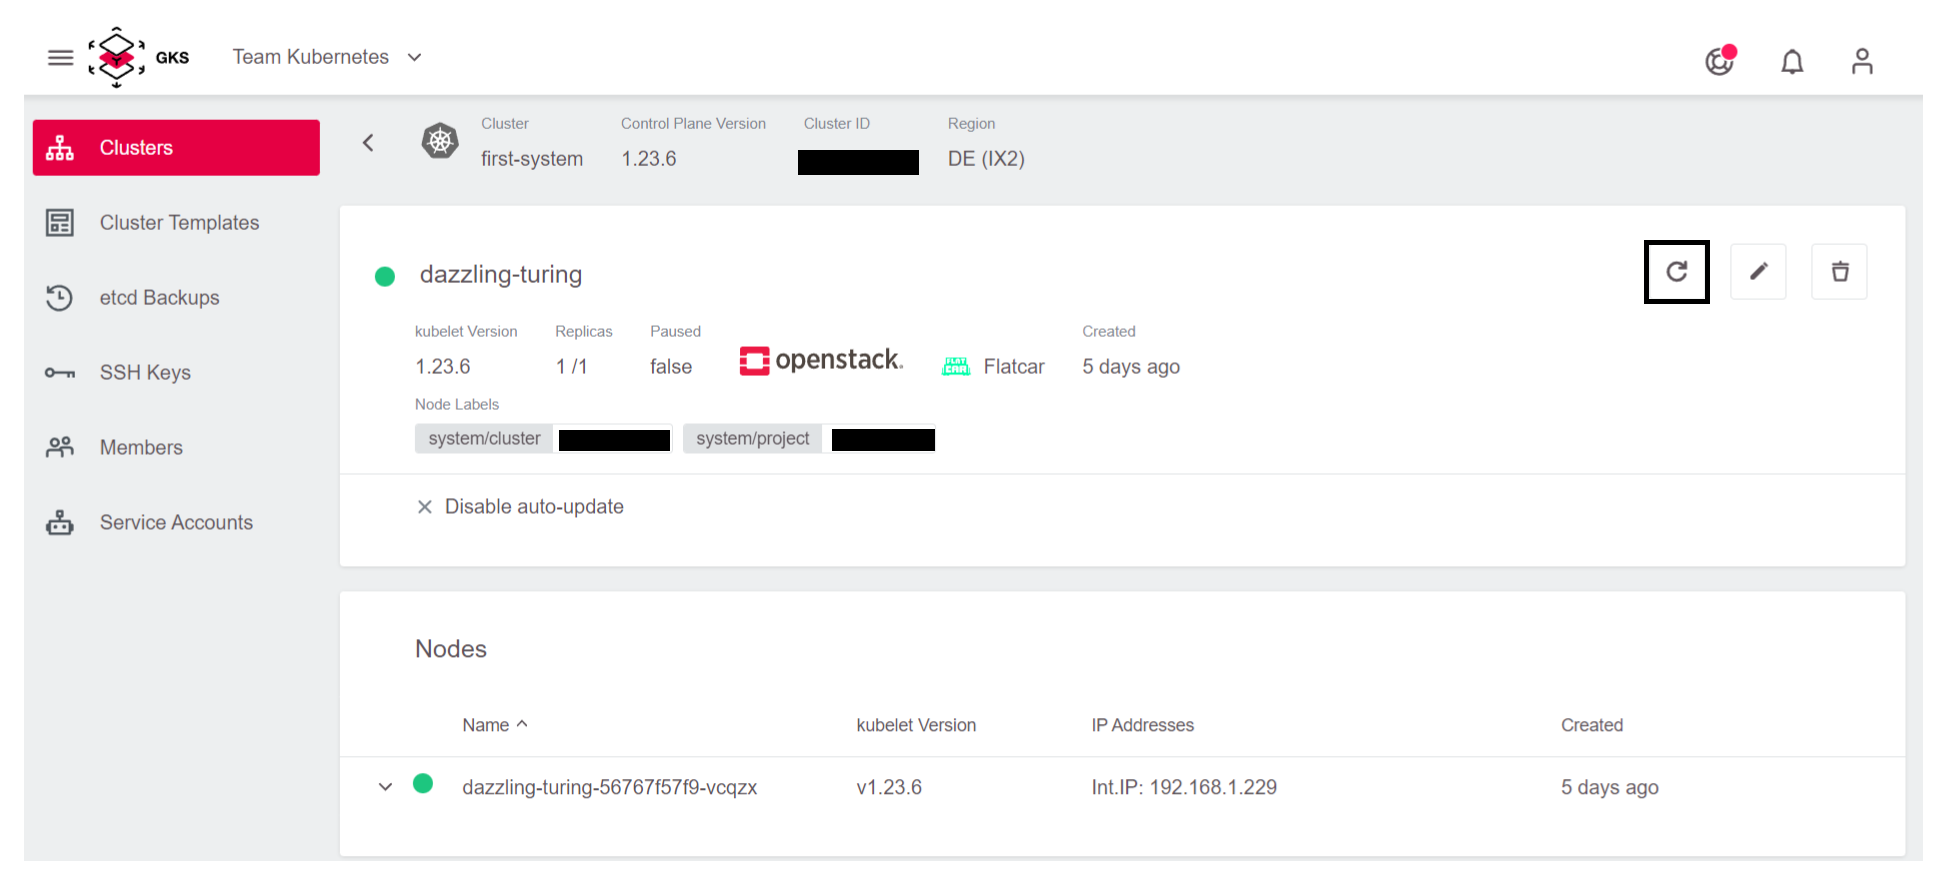 GKS Team Kubernetes
Clusters
Cluster Templates
etcd Backups
SSH Keys
Members
Service Accounts
Cluster Control Plane Version Cluster ID Region
first-system 1.23.6 DE (IX2)
dazzling-turing
kubelet Version Replicas Paused Created
1.23.6 1 /1 false openstack. FLAT CAR Flatcar 5 days ago
Node Labels
system/cluster system/project
Disable auto-update
Nodes
Name kubelet Version IP Addresses Created
dazzling-turing-56767f57f9-vcqzx v1.23.6 Int.IP: 192.168.1.229 5 days ago